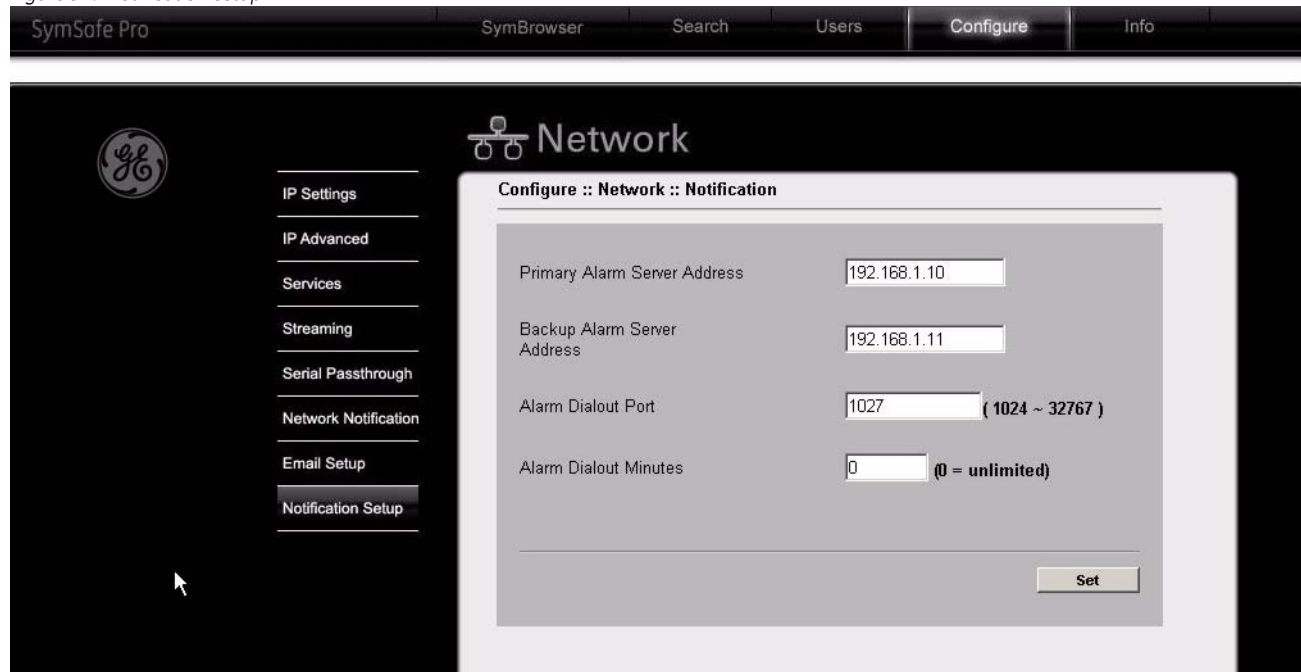 SymSafe Pro
SymBrowser
Search
Users
Configure
Info
GE
Network
IP Settings
IP Advanced
Services
Streaming
Serial Passthrough
Network Notification
Email Setup
Notification Setup
Configure :: Network :: Notification
Primary Alarm Server Address
192.168.1.10
Backup Alarm Server
Address
192.168.1.11
Alarm Dialout Port
1027
( 1024 ~ 32767 )
Alarm Dialout Minutes
0
(0 = unlimited)
Set